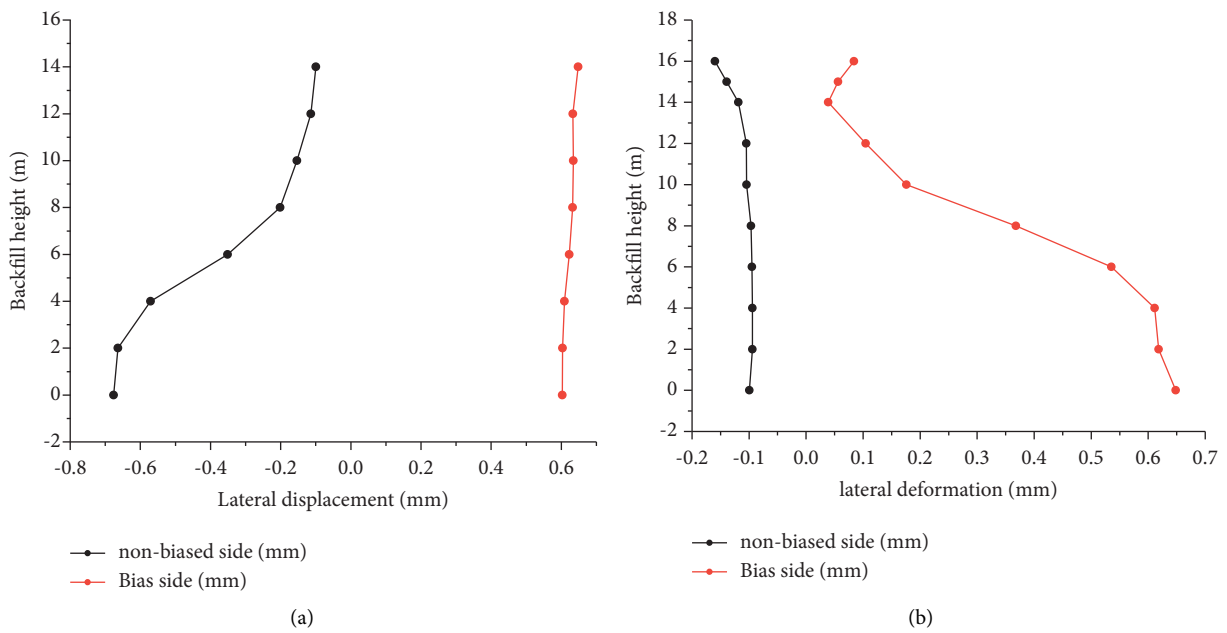 16
14
12
10
8
6
4
2
0
-2
Backfill height (m)
-0.8 -0.6 -0.4 -0.2 0.0 0.2 0.4 0.6
Lateral displacement (mm)
non-biased side (mm)
Bias side (mm)
(a)
18
16
14
12
10
8
6
4
2
0
-2
Backfill height (m)
-0.2 -0.1 0.0 0.1 0.2 0.3 0.4 0.5 0.6 0.7
lateral deformation (mm)
non-biased side (mm)
Bias side (mm)
(b)